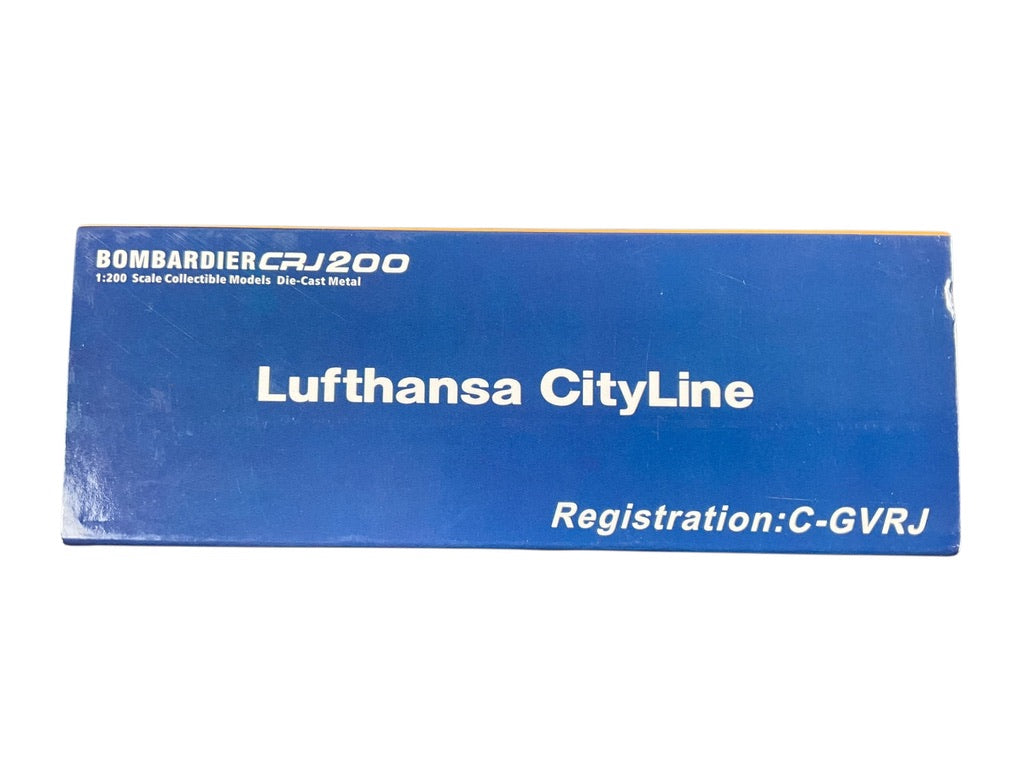 BOMBARDIER CRJ200
1:200 Scale Collectible Models Die-Cast Metal
Lufthansa CityLine
Registration:C-GVRJ